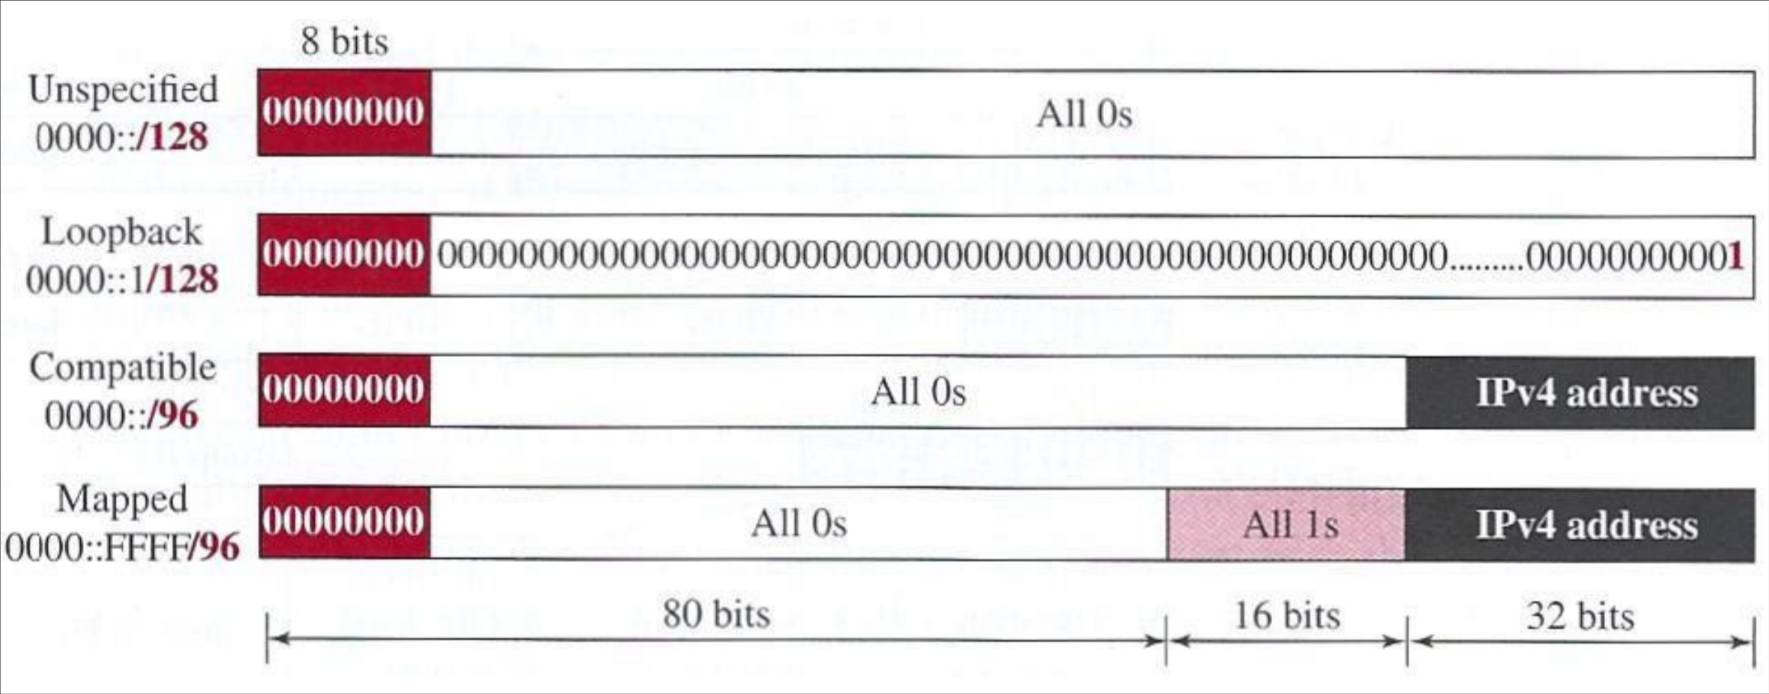 8 bits
Unspecified
0000::/128
00000000
All 0s
Loopback
0000::1/128
00000000
00000000000000000000000000000000000000000000000000.........000000000001
Compatible
0000::/96
00000000
All 0s
IPv4 address
Mapped
0000::FFFF/96
00000000
All 0s
All 1s
IPv4 address
80 bits
16 bits
32 bits